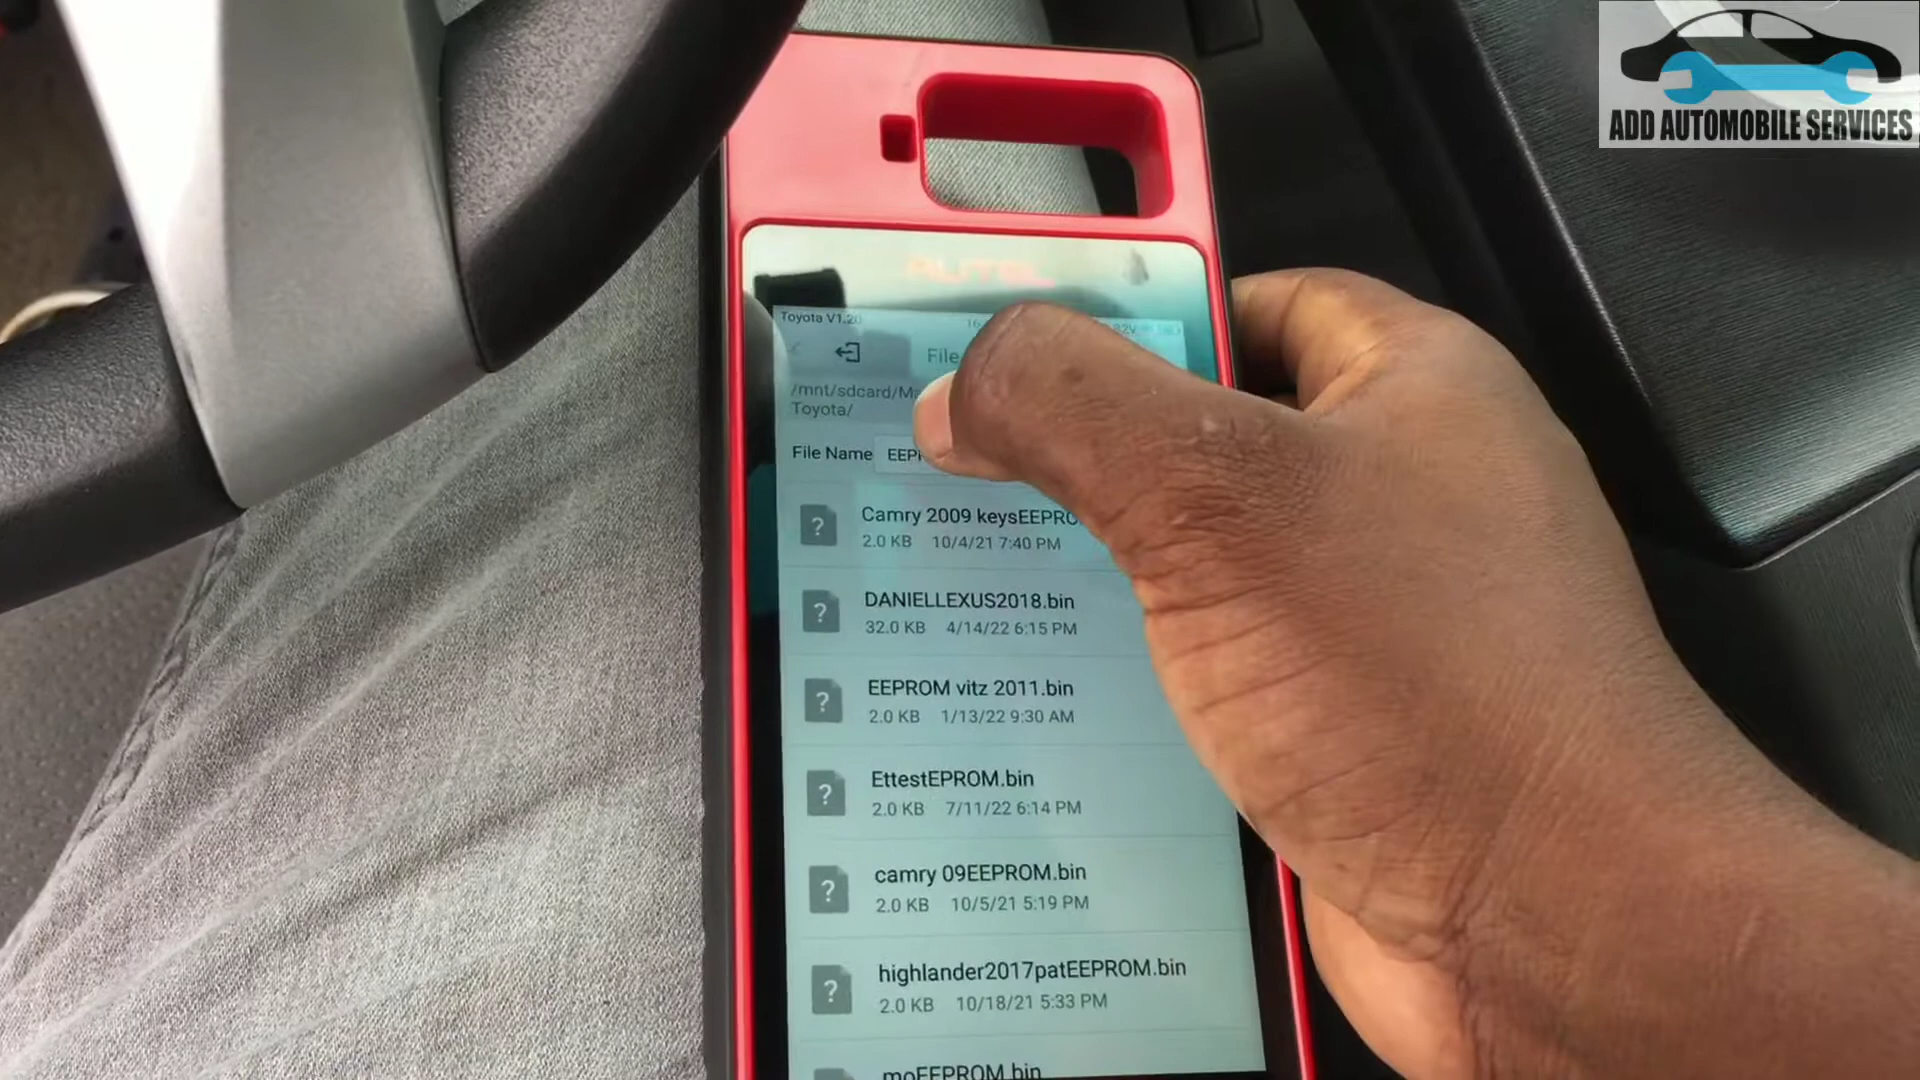 ADD AUTOMOBILE SERVICES
AUTEL
Toyota V1.20
File
/mnt/sdcard/
Toyota/
File Name
Camry 2009 keysEEPRO
2.0 KB 10/4/21 7:40 PM
DANIELLEXUS2018.bin
32.0 KB 4/14/22 6:15 PM
EEPROM vitz 2011.bin
2.0 KB 1/13/22 9:30 AM
EttestEPROM.bin
2.0 KB 7/11/22 6:14 PM
camry 09EEPROM.bin
2.0 KB 10/5/21 5:19 PM
highlander2017patEEPROM.bin
2.0 KB 10/18/21 5:33 PM
moEEPROM.bin